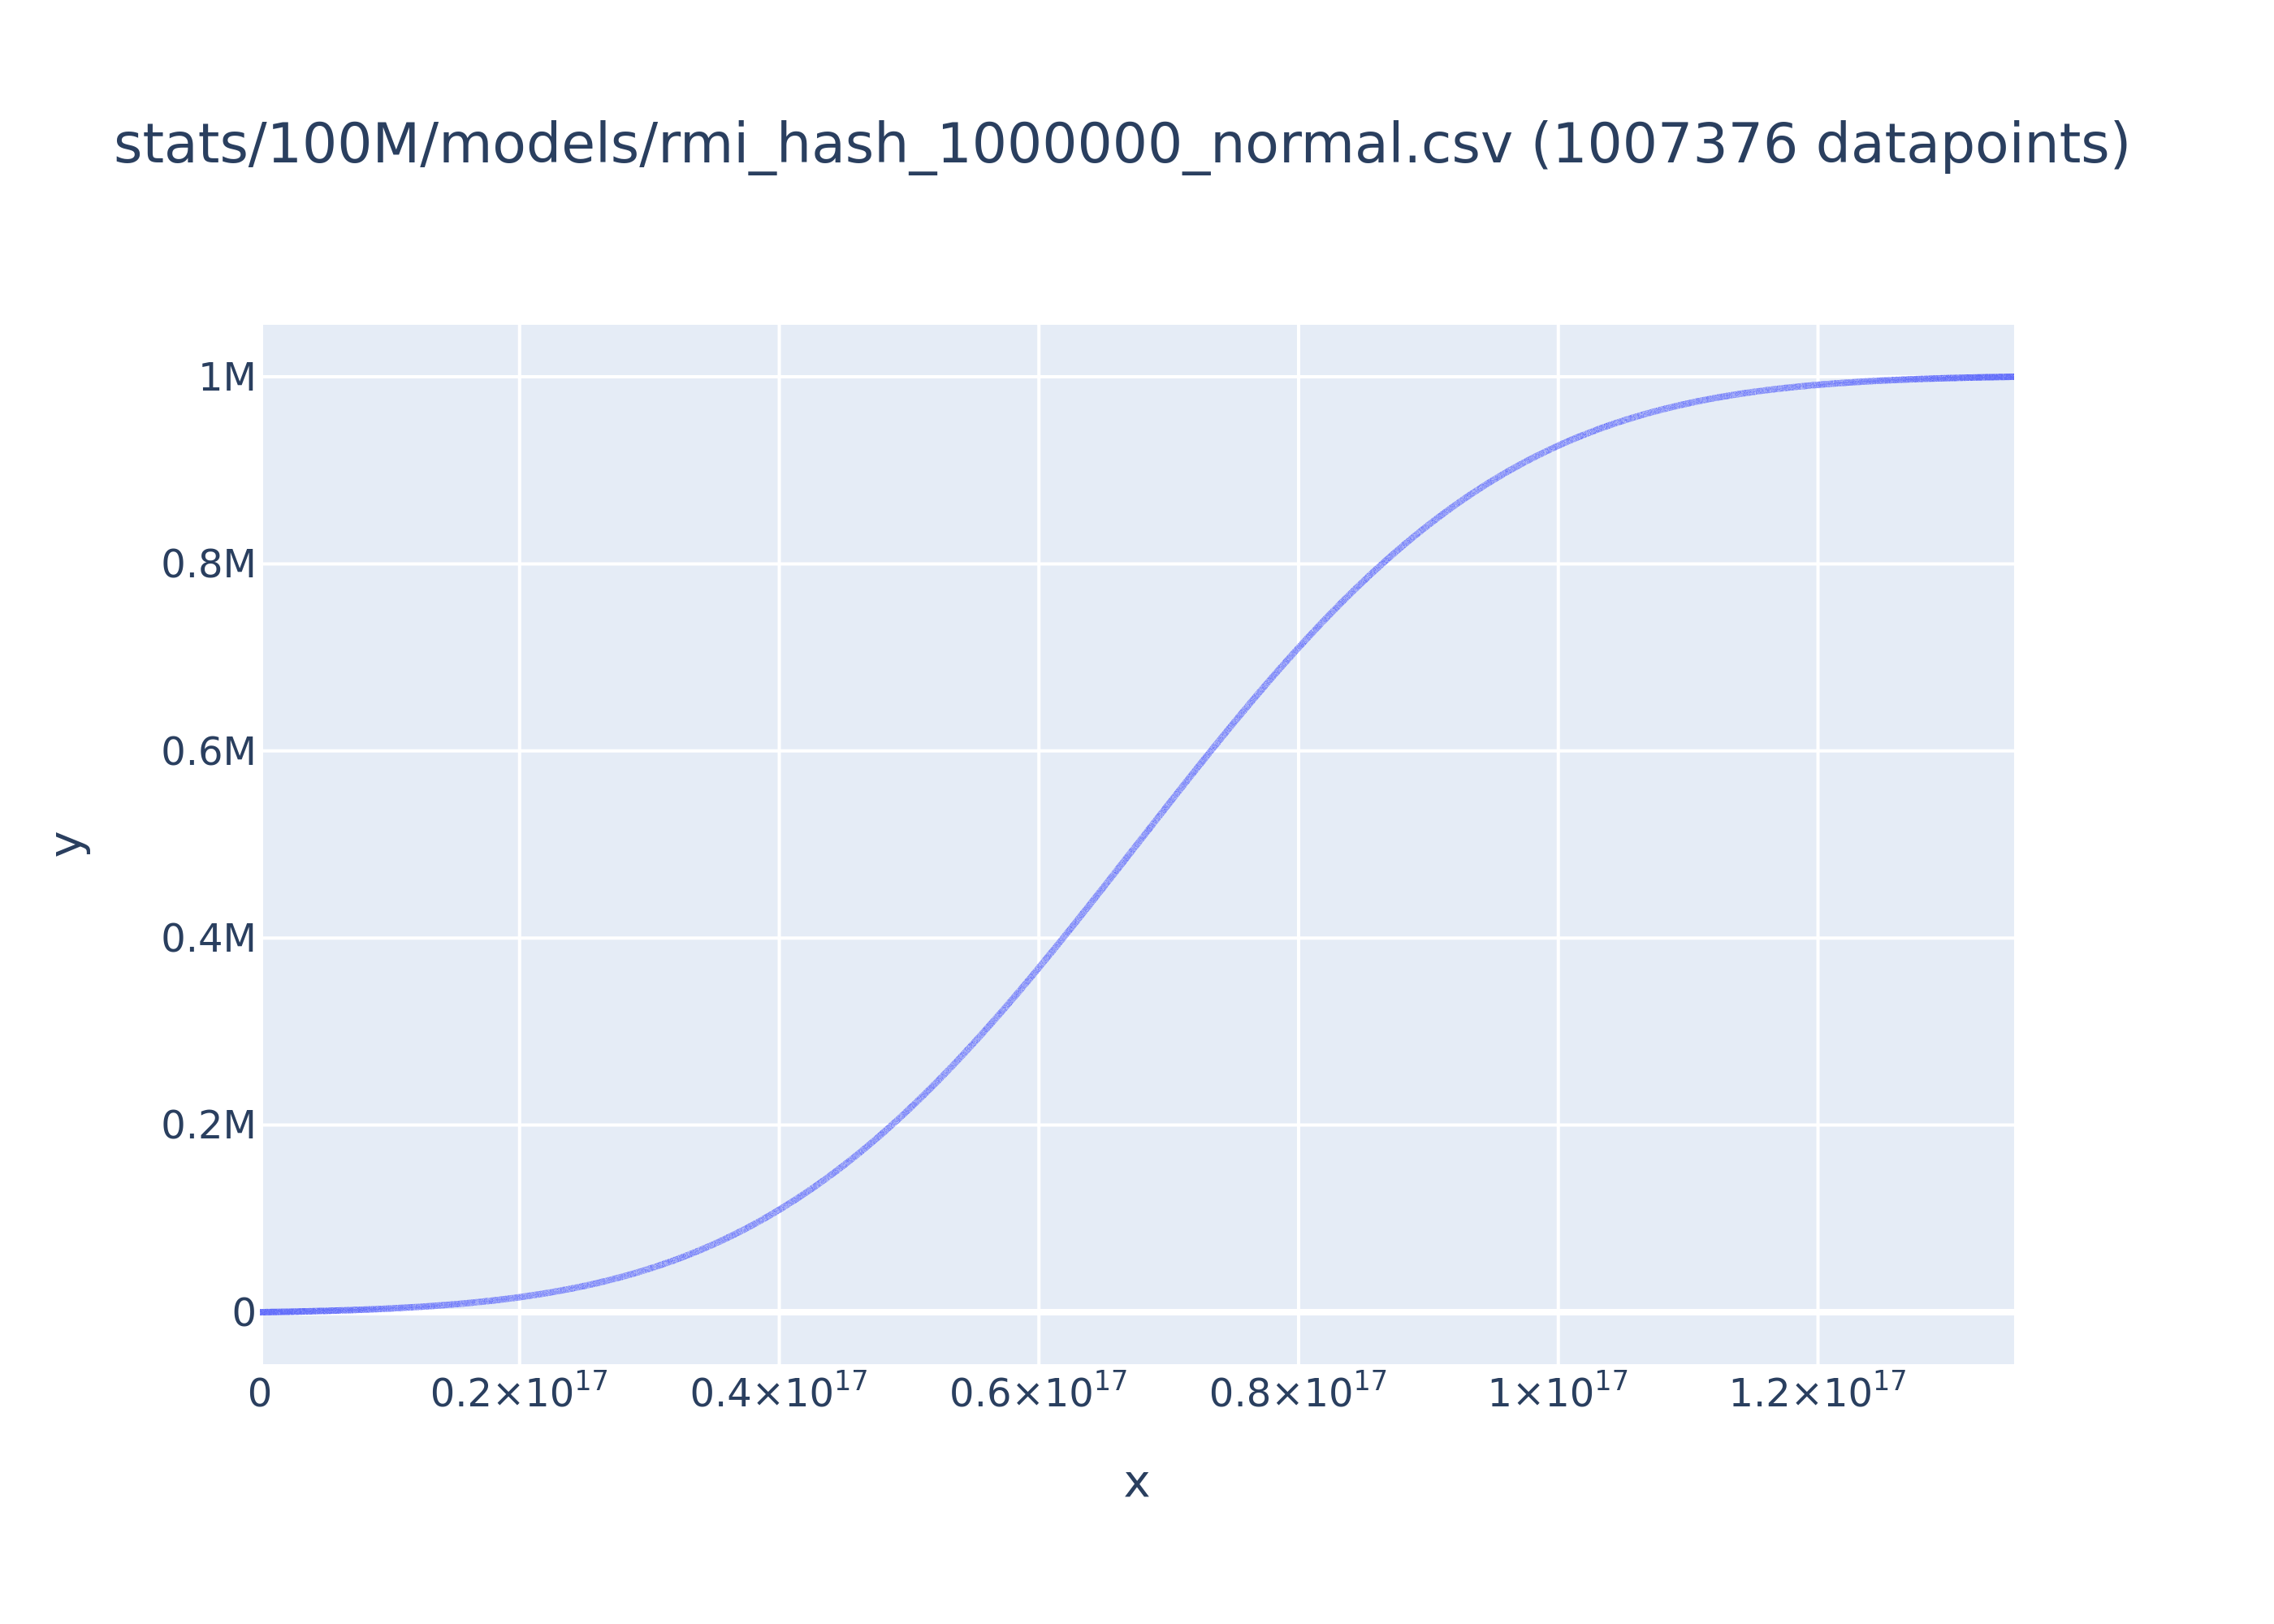 stats/100M/models/rmi_hash_1000000_normal.csv (1007376 datapoints)
1M
0.8M
0.6M
y
0.4M
0.2M
0
0 0.2×10¹⁷ 0.4×10¹⁷ 0.6×10¹⁷ 0.8×10¹⁷ 1×10¹⁷ 1.2×10¹⁷
x